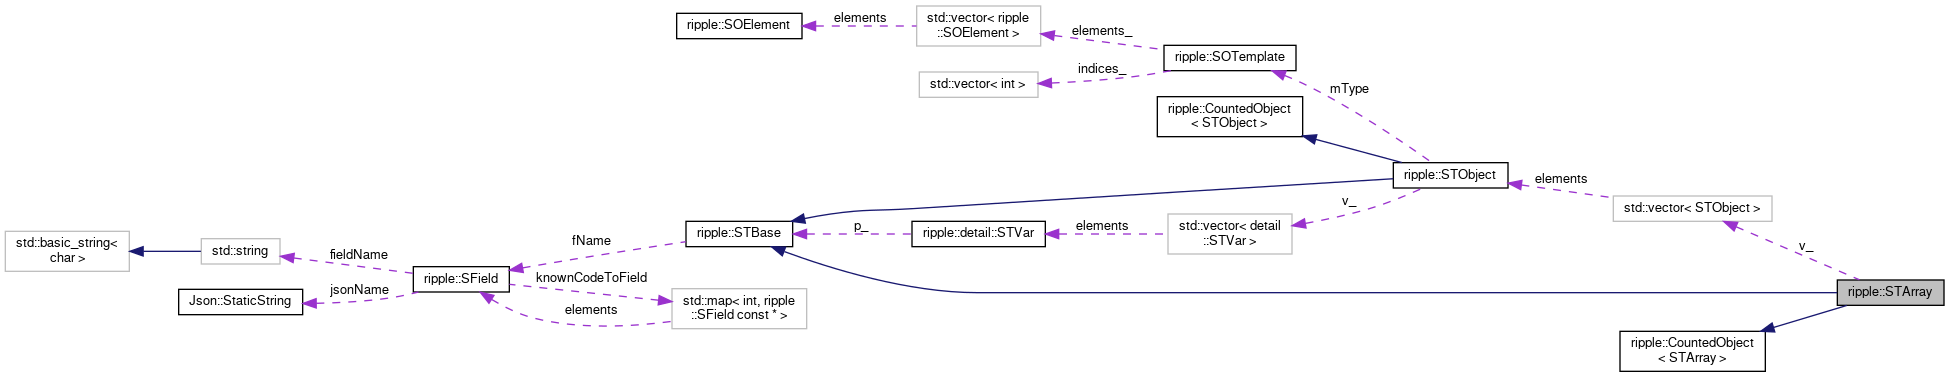 ripple::SOElement
elements
std::vector< ripple
::SOElement >
elements_
ripple::SOTemplate
indices_
std::vector< int >
mType
ripple::CountedObject
< STObject >
ripple::STObject
elements
std::vector< STObject >
v_
v_
std::vector< detail
::STVar >
elements
ripple::detail::STVar
p_
ripple::STBase
fName
std::basic_string<
char >
std::string
fieldName
ripple::SField
knownCodeToField
jsonName
Json::StaticString
std::map< int, ripple
::SField const * >
elements
ripple::STArray
ripple::CountedObject
< STArray >